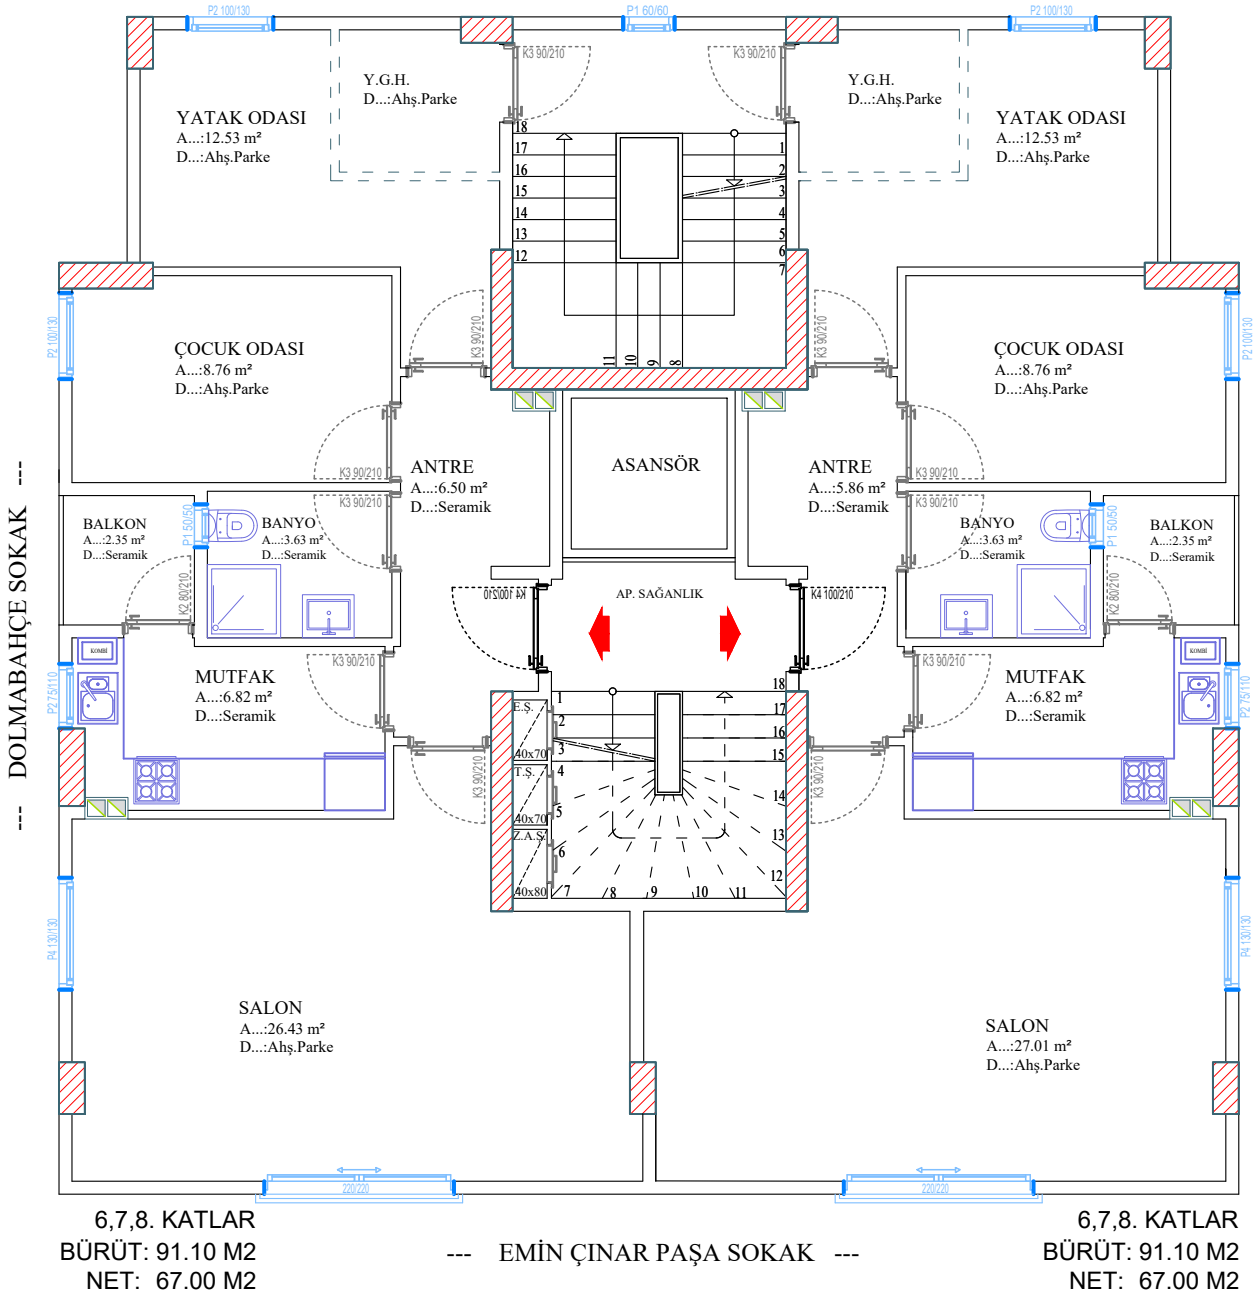 P2 100/130
P1 60/60
P2 100/130
K3 90/210
K3 90/210
Y.G.H.
D...:Ahş.Parke
Y.G.H.
D...:Ahş.Parke
YATAK ODASI
A...:12.53 m²
D...:Ahş.Parke
YATAK ODASI
A...:12.53 m²
D...:Ahş.Parke
18
17
16
15
14
13
12
1
2
3
4
5
6
7
11
10
9
8
P2 100/130
ÇOCUK ODASI
A...:8.76 m²
D...:Ahş.Parke
K3 90/210
K3 90/210
ÇOCUK ODASI
A...:8.76 m²
D...:Ahş.Parke
P2 100/130
K3 90/210
ANTRE
A...:6.50 m²
D...:Seramik
ASANSÖR
ANTRE
A...:5.86 m²
D...:Seramik
K3 90/210
K3 90/210
K3 90/210
BALKON
A...:2.35 m²
D...:Seramik
P1 50/50
BANYO
A...:3.63 m²
D...:Seramik
BANYO
A...:3.63 m²
D...:Seramik
P1 50/50
BALKON
A...:2.35 m²
D...:Seramik
K2 80/210
K4 100/210
AP. SAĞANLIK
K4 100/210
K2 80/210
KOMBİ
KOMBİ
P2 75/110
MUTFAK
A...:6.82 m²
D...:Seramik
K3 90/210
K3 90/210
MUTFAK
A...:6.82 m²
D...:Seramik
P2 75/110
K3 90/210
K3 90/210
E.Ş.
40x70
T.Ş.
40x70
Z.A.Ş.
40x80
1
2
3
4
5
6
7
8
9
10
11
12
13
14
15
16
17
18
P4 130/130
SALON
A...:26.43 m²
D...:Ahş.Parke
SALON
A...:27.01 m²
D...:Ahş.Parke
P4 130/130
220/220
220/220
--- DOLMABAHÇE SOKAK ---
6,7,8. KATLAR
BÜRÜT: 91.10 M2
NET: 67.00 M2
--- EMİN ÇINAR PAŞA SOKAK ---
6,7,8. KATLAR
BÜRÜT: 91.10 M2
NET: 67.00 M2